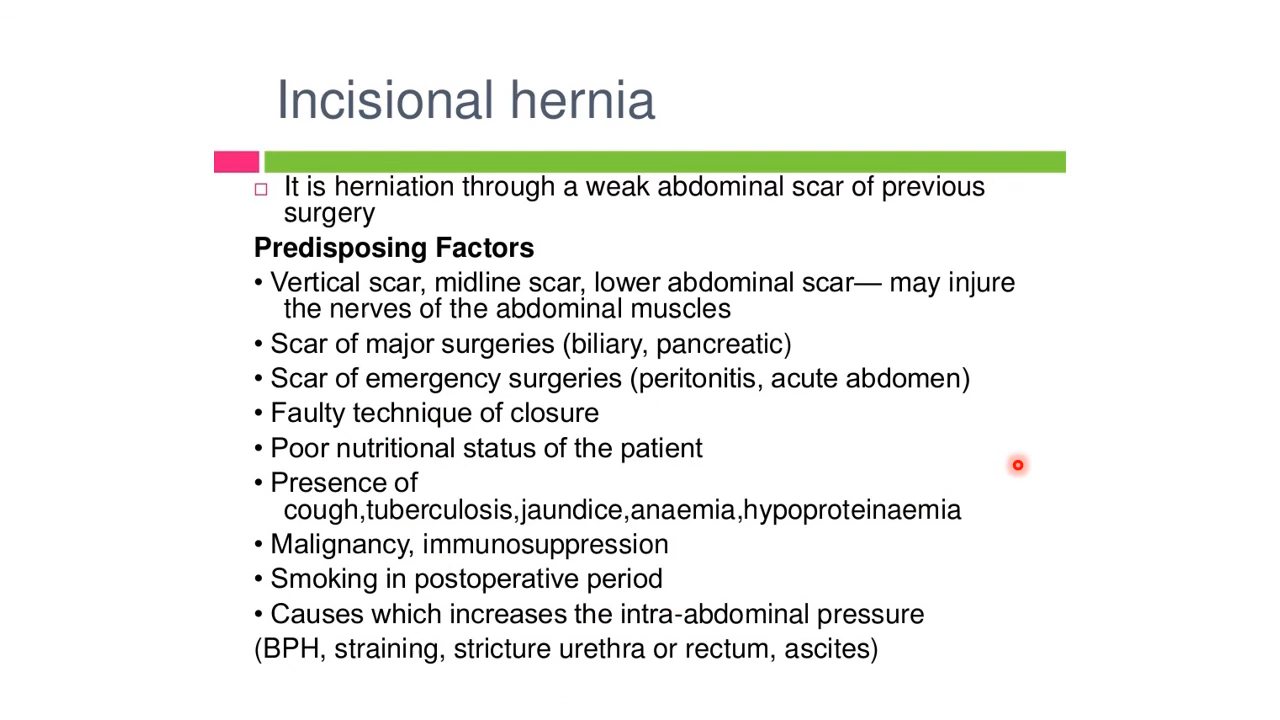 Incisional hernia
It is herniation through a weak abdominal scar of previous
surgery
Predisposing Factors
• Vertical scar, midline scar, lower abdominal scar— may injure
the nerves of the abdominal muscles
• Scar of major surgeries (biliary, pancreatic)
• Scar of emergency surgeries (peritonitis, acute abdomen)
• Faulty technique of closure
• Poor nutritional status of the patient
• Presence of
cough,tuberculosis,jaundice,anaemia,hypoproteinaemia
• Malignancy, immunosuppression
• Smoking in postoperative period
• Causes which increases the intra-abdominal pressure
(BPH, straining, stricture urethra or rectum, ascites)